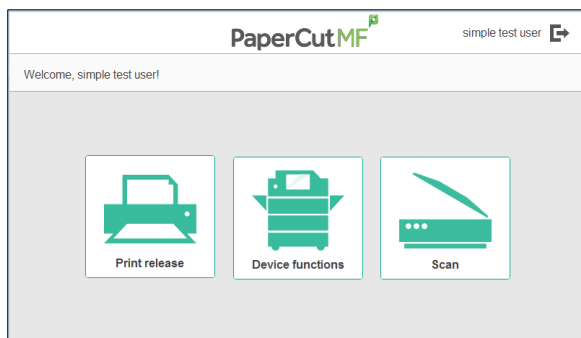 PaperCutMF
simple test user
Welcome, simple test user!
Print release
Device functions
Scan